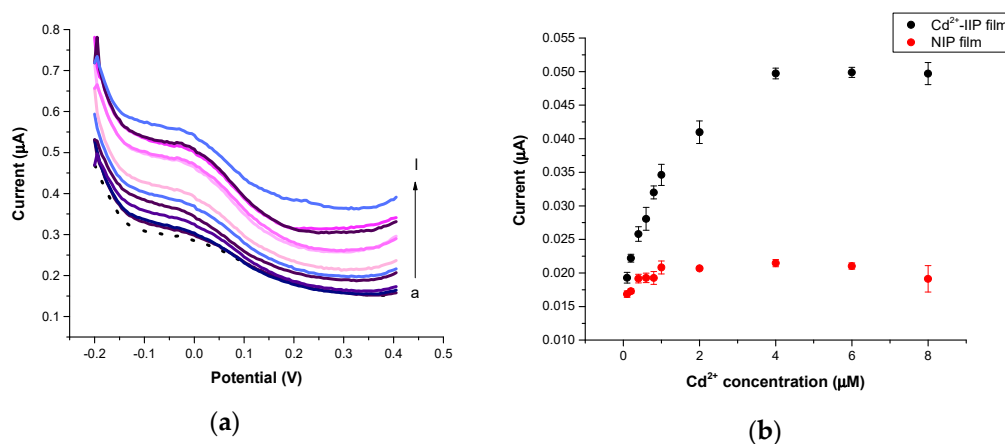 0.8
0.7
0.6
0.5
0.4
0.3
0.2
0.1
Current (µA)
-0.2 -0.1 0.0 0.1 0.2 0.3 0.4 0.5
Potential (V)
l
a
(a)
Cd²⁺-IIP film
NIP film
0.055
0.050
0.045
0.040
0.035
0.030
0.025
0.020
0.015
0.010
Current (µA)
0 2 4 6 8
Cd²⁺ concentration (µM)
(b)